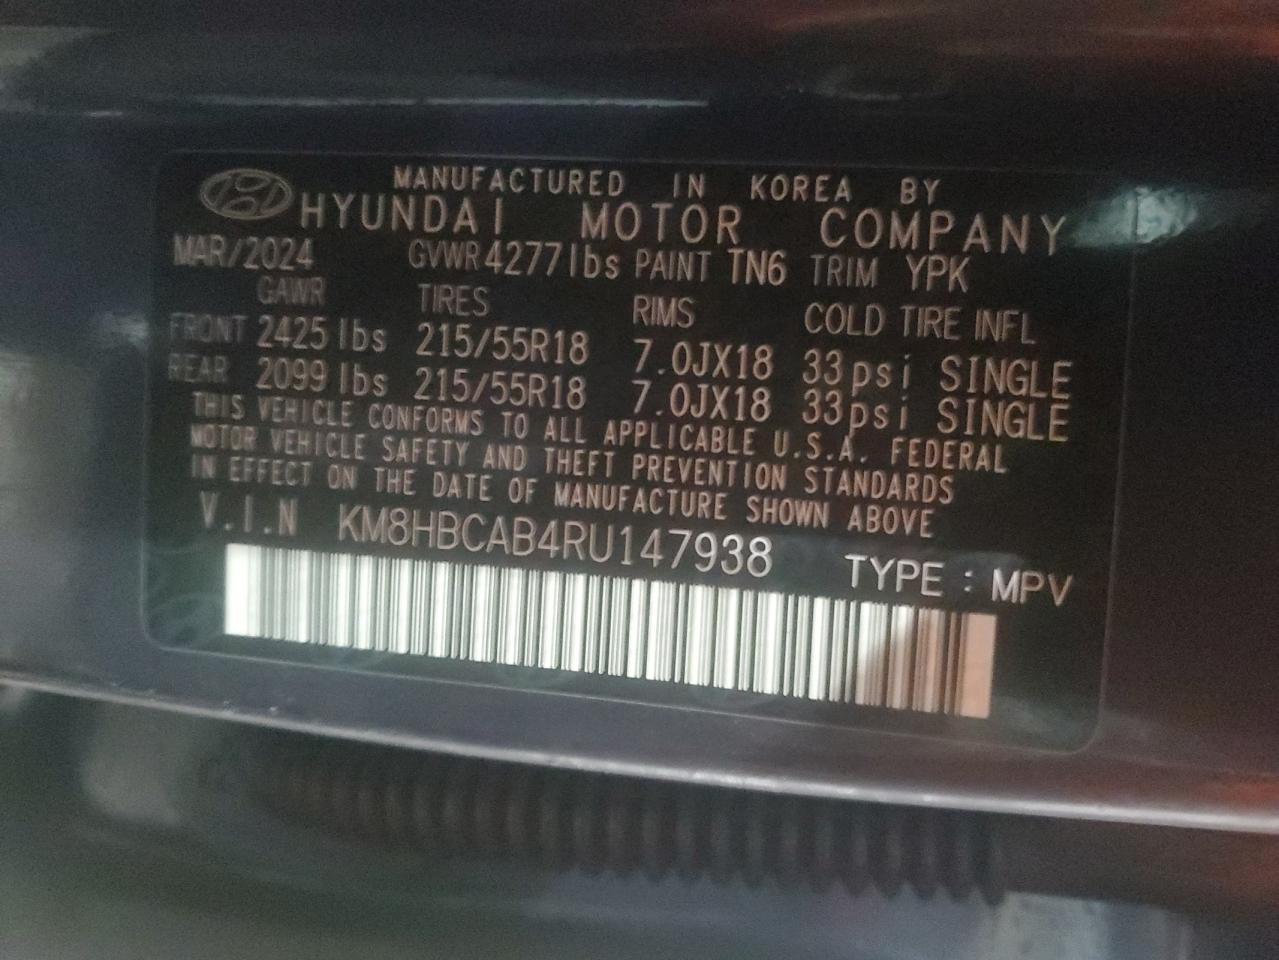 MANUFACTURED IN KOREA BY
HYUNDAI MOTOR COMPANY
MAR/2024 GVWR 4277lbs PAINT TN6 TRIM YPK
GAWR TIRES RIMS COLD TIRE INFL
FRONT 2425 lbs 215/55R18 7.0JX18 33psi SINGLE
REAR 2099 lbs 215/55R18 7.0JX18 33psi SINGLE
THIS VEHICLE CONFORMS TO ALL APPLICABLE U.S.A. FEDERAL
MOTOR VEHICLE SAFETY AND THEFT PREVENTION STANDARDS
IN EFFECT ON THE DATE OF MANUFACTURE SHOWN ABOVE
V.I.N KM8HBCAB4RU147938 TYPE : MPV